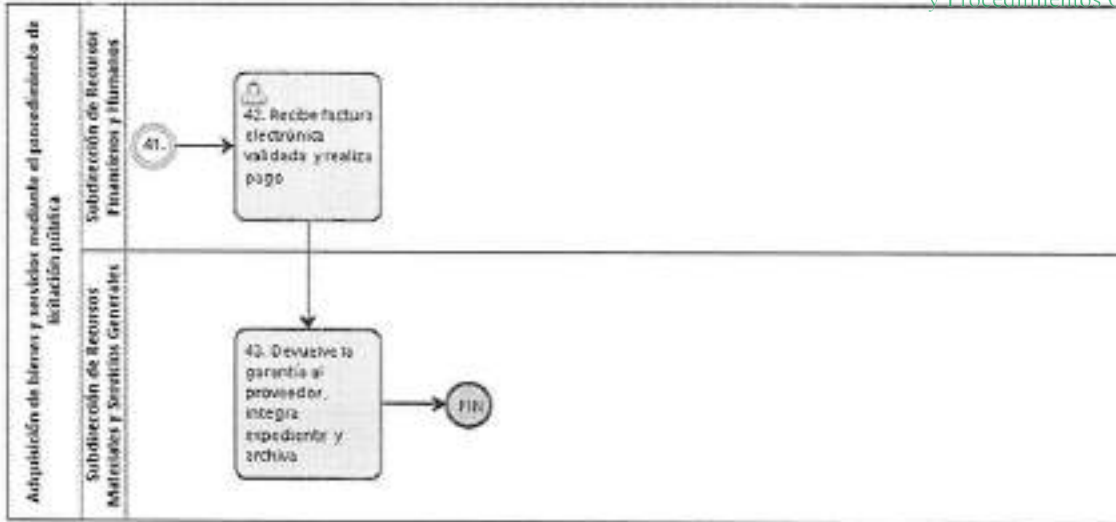 y Procedimientos
Adquisición de bienes y servicios mediante el procedimiento de
licitación pública
Subdirección de Recursos
Financieros y Humanos
41.
42. Recibe factura
electrónica
validada y realiza
pago
Subdirección de Recursos
Materiales y Servicios Generales
43. Devuelve la
garantía al
proveedor,
integra
expediente y
archiva
FIN